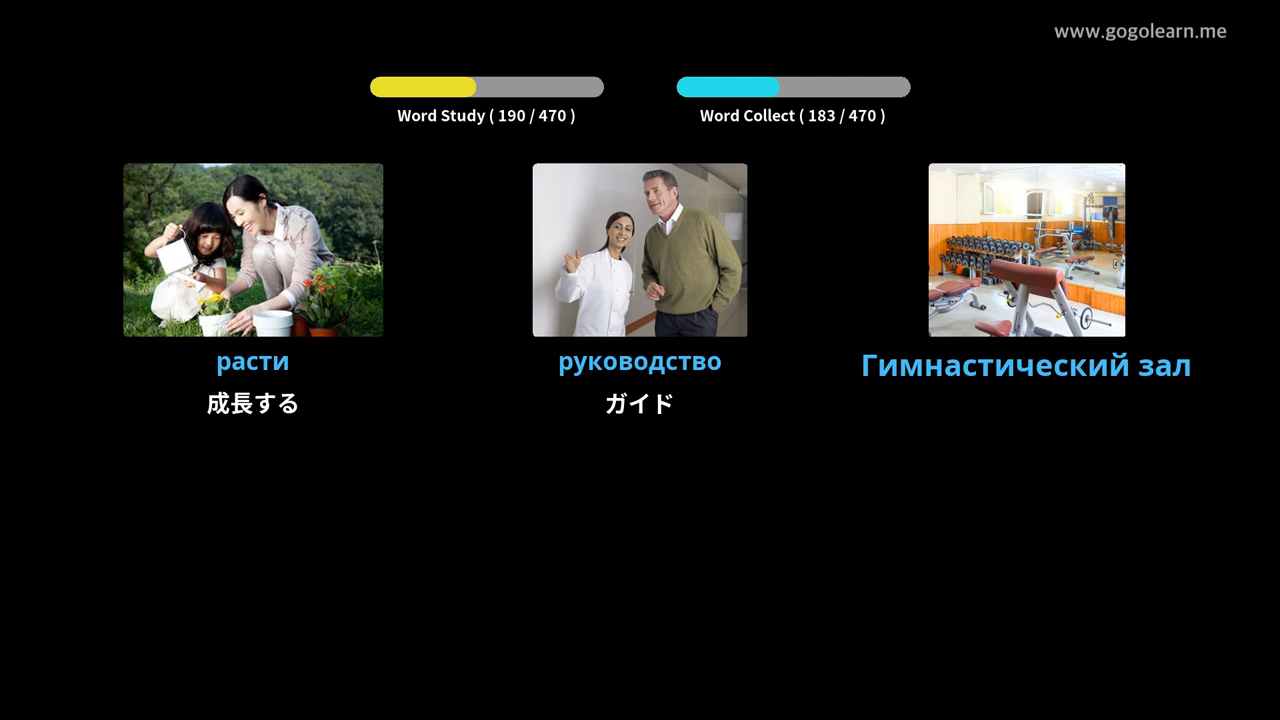 www.gogolearn.me
Word Study ( 190 / 470 )
Word Collect ( 183 / 470 )
расти
成長する
руководство
ガイド
Гимнастический зал